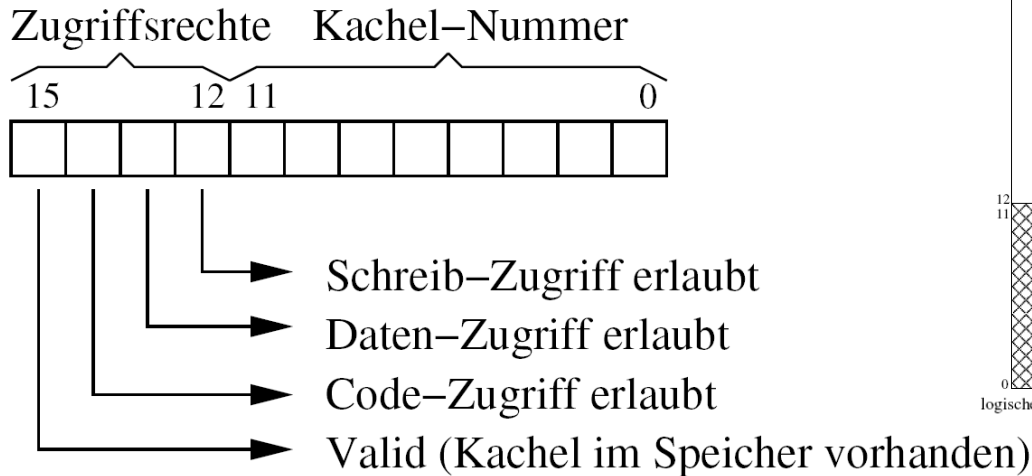 Zugriffsrechte Kachel–Nummer
15 12 11 0
Schreib–Zugriff erlaubt
Daten–Zugriff erlaubt
Code–Zugriff erlaubt
Valid (Kachel im Speicher vorhanden)
12
11
0